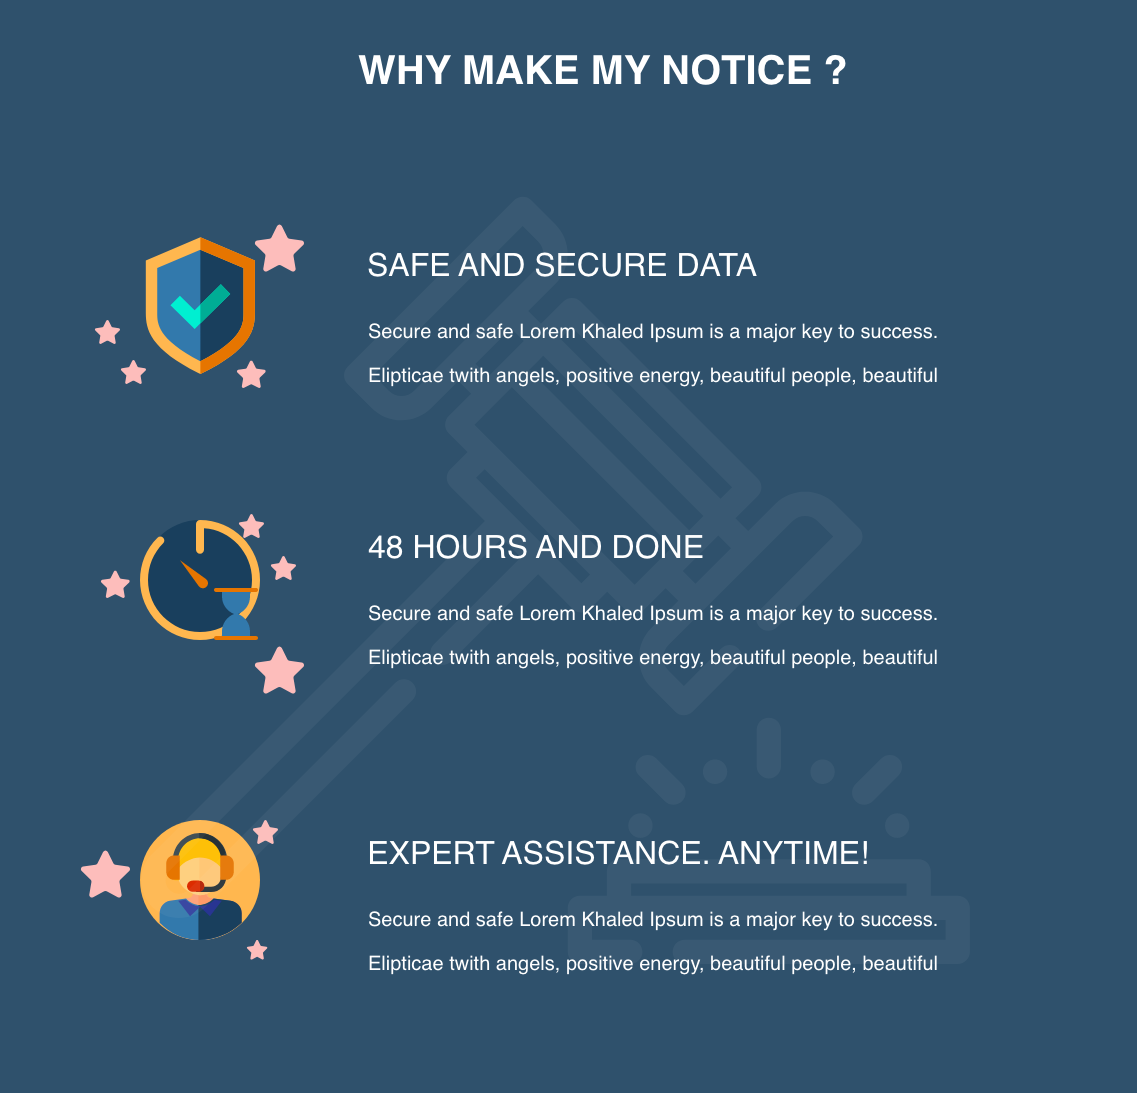 WHY MAKE MY NOTICE ?
SAFE AND SECURE DATA
Secure and safe Lorem Khaled Ipsum is a major key to success.
Elipticae twith angels, positive energy, beautiful people, beautiful
48 HOURS AND DONE
Secure and safe Lorem Khaled Ipsum is a major key to success.
Elipticae twith angels, positive energy, beautiful people, beautiful
EXPERT ASSISTANCE. ANYTIME!
Secure and safe Lorem Khaled Ipsum is a major key to success.
Elipticae twith angels, positive energy, beautiful people, beautiful